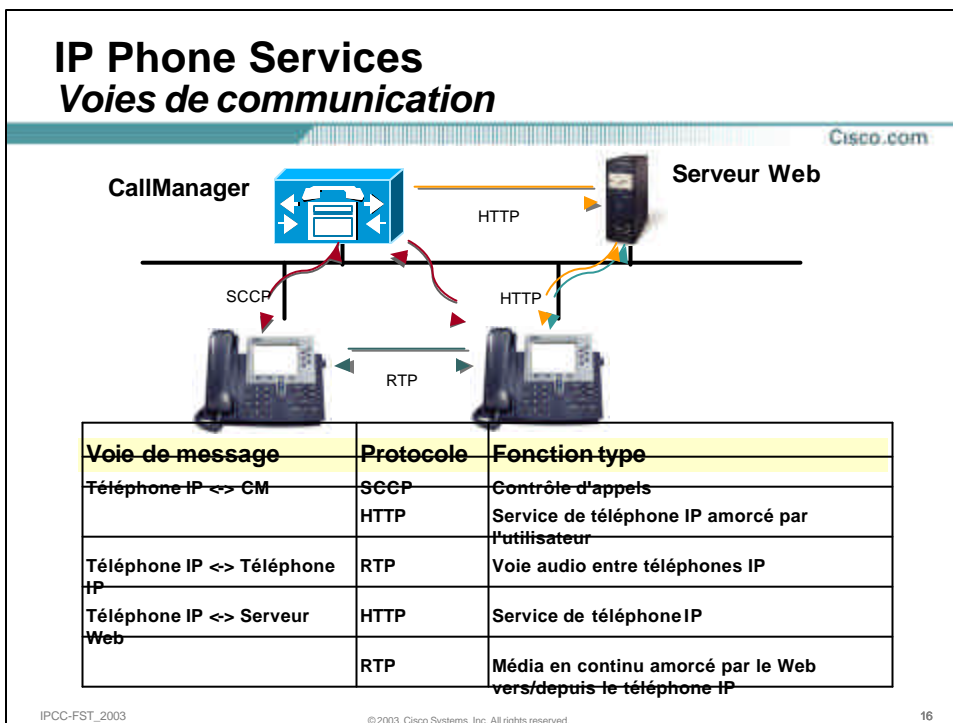 IP Phone Services
Voies de communication
Cisco.com
CallManager
Serveur Web
HTTP
SCCP
HTTP
RTP
Voie de message Protocole Fonction type
Téléphone IP <-> CM SCCP Contrôle d'appels
HTTP Service de téléphone IP amorcé par
l'utilisateur
Téléphone IP <-> Téléphone RTP Voie audio entre téléphones IP
IP
Téléphone IP <-> Serveur HTTP Service de téléphone IP
Web
RTP Média en continu amorcé par le Web
vers/depuis le téléphone IP
IPCC-FST_2003
© 2003, Cisco Systems, Inc. All rights reserved.
16